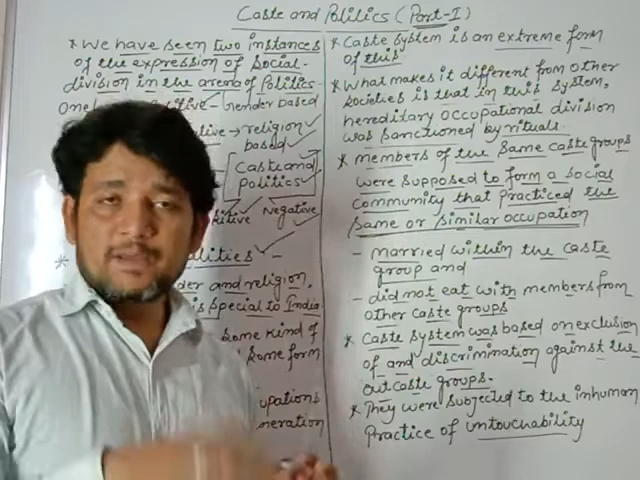 Caste and Politics (Part-I)
* We have seen two instances
of the expression of social
division in the arena of Politics-
One
Gender based
religion
based
Caste and
Politics
Negative
alities -
der and religion,
is special to India
some kind of
some form
upations
neration
* Caste system is an extreme form
of this
* What makes it different from other
societies is that in this system,
hereditary occupational division
was sanctioned by rituals.
* members of the same caste groups
were supposed to form a social
community that practiced the
same or similar occupation
- married within the caste
group and
- did not eat with members from
other caste groups
* Caste system was based on exclusion
of and discrimination against the
outcaste groups.
* They were subjected to the inhuman
Practice of untouchability